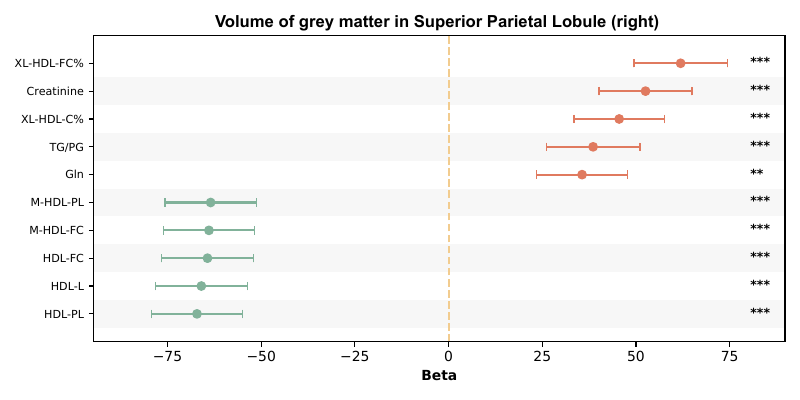 Volume of grey matter in Superior Parietal Lobule (right)
XL-HDL-FC% ***
Creatinine ***
XL-HDL-C% ***
TG/PG ***
Gln **
M-HDL-PL ***
M-HDL-FC ***
HDL-FC ***
HDL-L ***
HDL-PL ***
−75 −50 −25 0 25 50 75
Beta